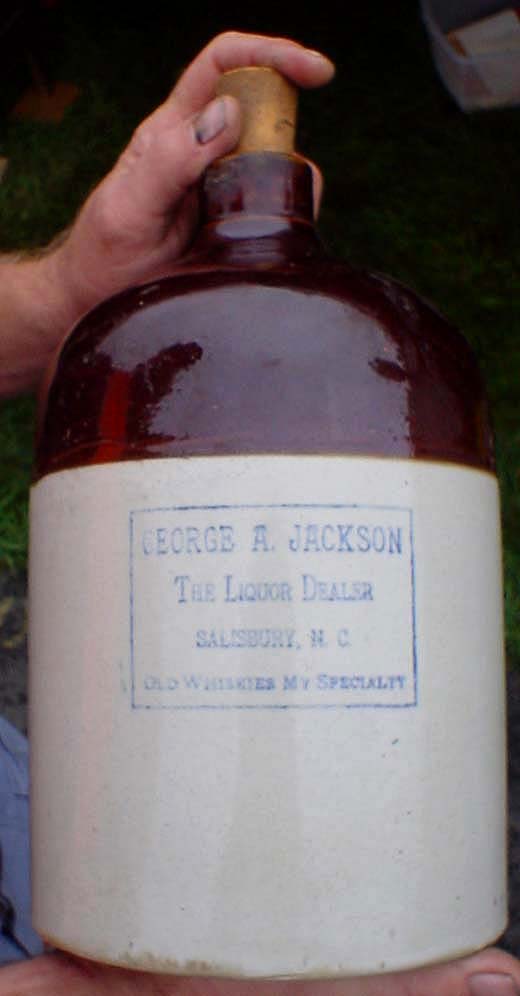 GEORGE A. JACKSON
THE LIQUOR DEALER
SALISBURY, N. C.
OLD WHISKIES MY SPECIALTY